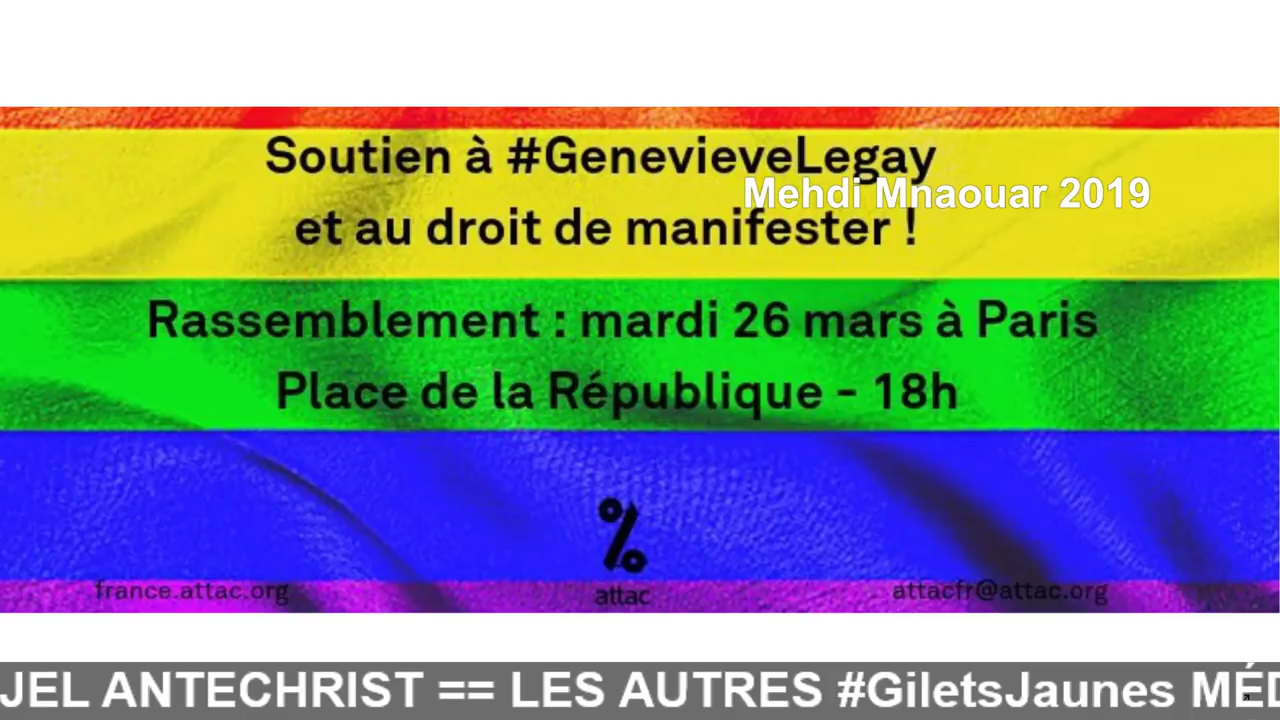 Soutien à #GenevieveLegay
Mehdi Mnaouar 2019
et au droit de manifester !
Rassemblement : mardi 26 mars à Paris
Place de la République - 18h
%
attac
france.attac.org
attacfr@attac.org
JEL ANTECHRIST == LES AUTRES #GiletsJaunes MÉD